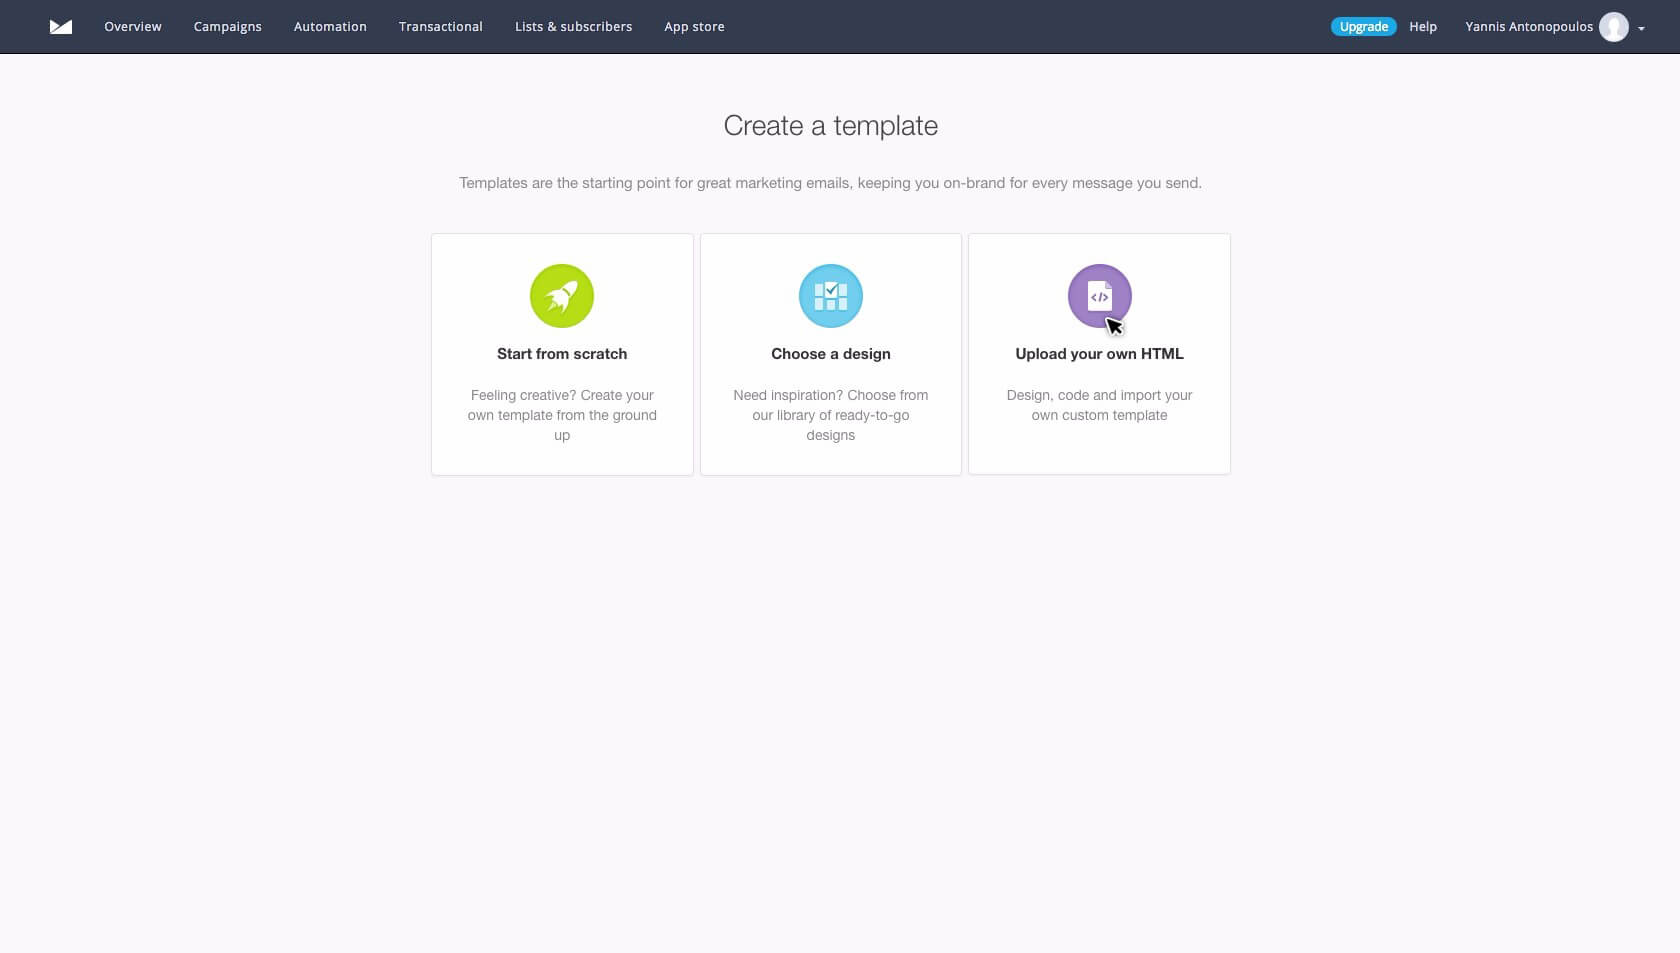 Overview Campaigns Automation Transactional Lists & subscribers App store Upgrade Help Yannis Antonopoulos
Create a template
Templates are the starting point for great marketing emails, keeping you on-brand for every message you send.
</>
Start from scratch
Feeling creative? Create your
own template from the ground
up
Choose a design
Need inspiration? Choose from
our library of ready-to-go
designs
Upload your own HTML
Design, code and import your
own custom template